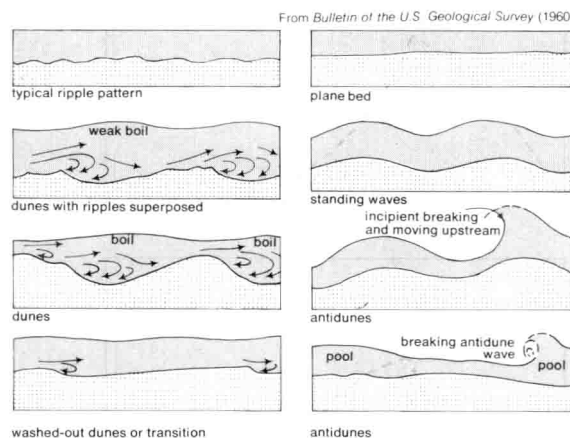 From Bulletin of the U.S. Geological Survey (1960
typical ripple pattern
plane bed
weak boil
dunes with ripples superposed
standing waves
incipient breaking
and moving upstream
boil
boil
dunes
antidunes
breaking antidune
wave
pool
pool
washed-out dunes or transition
antidunes